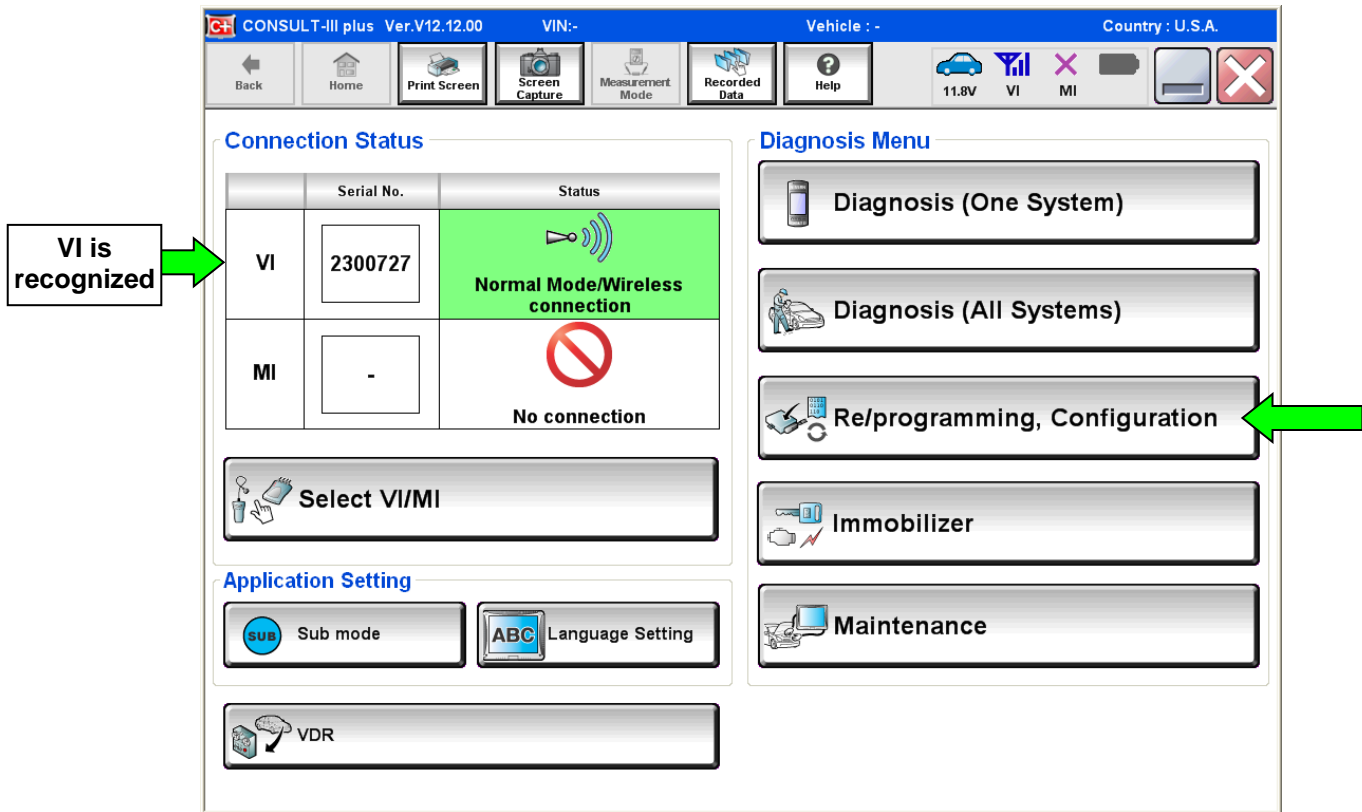 CONSULT-III plus Ver.V12.12.00 VIN:- Vehicle : - Country : U.S.A.
Back
Home
Print Screen
Screen
Capture
Measurement
Mode
Recorded
Data
Help
11.8V
VI
MI
Connection Status
Serial No. Status
VI is
recognized
VI
2300727
Normal Mode/Wireless
connection
MI
-
No connection
Select VI/MI
Application Setting
SUB
Sub mode
ABC
Language Setting
VDR
Diagnosis Menu
Diagnosis (One System)
Diagnosis (All Systems)
Re/programming, Configuration
Immobilizer
Maintenance